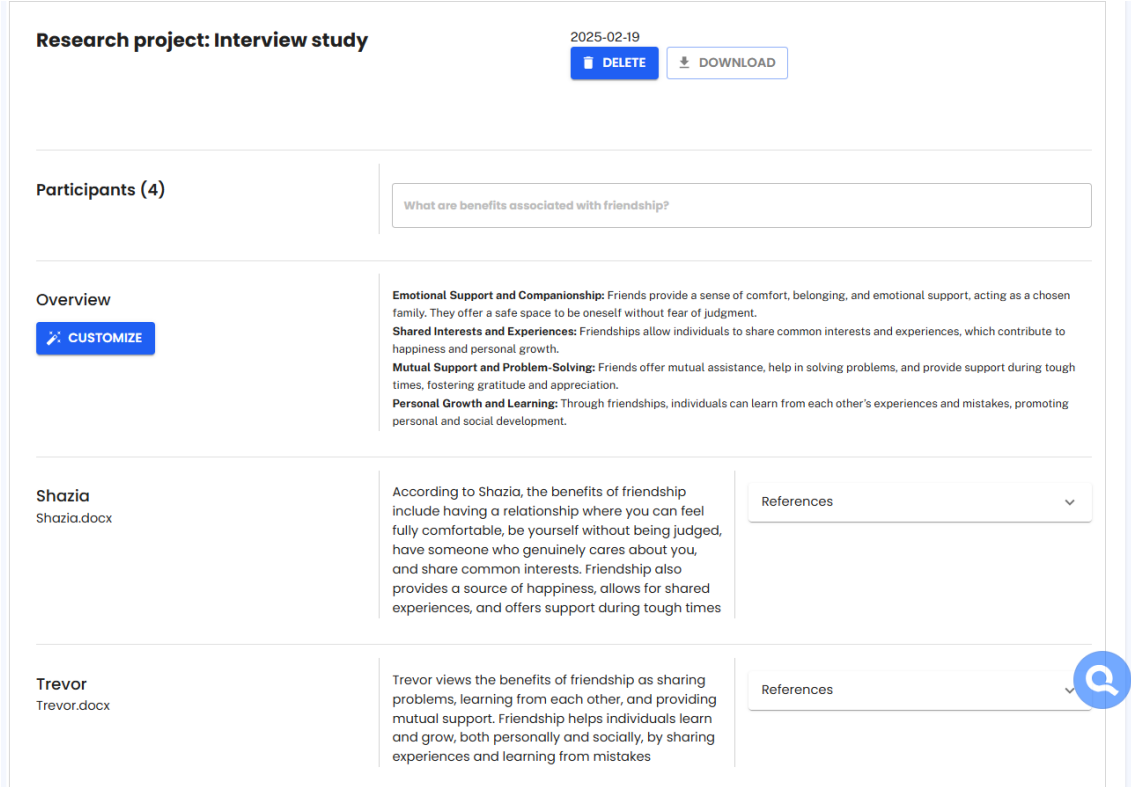 Research project: Interview study
2025-02-19
DELETE
DOWNLOAD
Participants (4)
What are benefits associated with friendship?
Overview
CUSTOMIZE
Emotional Support and Companionship: Friends provide a sense of comfort, belonging, and emotional support, acting as a chosen
family. They offer a safe space to be oneself without fear of judgment.
Shared Interests and Experiences: Friendships allow individuals to share common interests and experiences, which contribute to
happiness and personal growth.
Mutual Support and Problem-Solving: Friends offer mutual assistance, help in solving problems, and provide support during tough
times, fostering gratitude and appreciation.
Personal Growth and Learning: Through friendships, individuals can learn from each other's experiences and mistakes, promoting
personal and social development.
Shazia
Shazia.docx
According to Shazia, the benefits of friendship
include having a relationship where you can feel
fully comfortable, be yourself without being judged,
have someone who genuinely cares about you,
and share common interests. Friendship also
provides a source of happiness, allows for shared
experiences, and offers support during tough times
References
Trevor
Trevor.docx
Trevor views the benefits of friendship as sharing
problems, learning from each other, and providing
mutual support. Friendship helps individuals learn
and grow, both personally and socially, by sharing
experiences and learning from mistakes
References